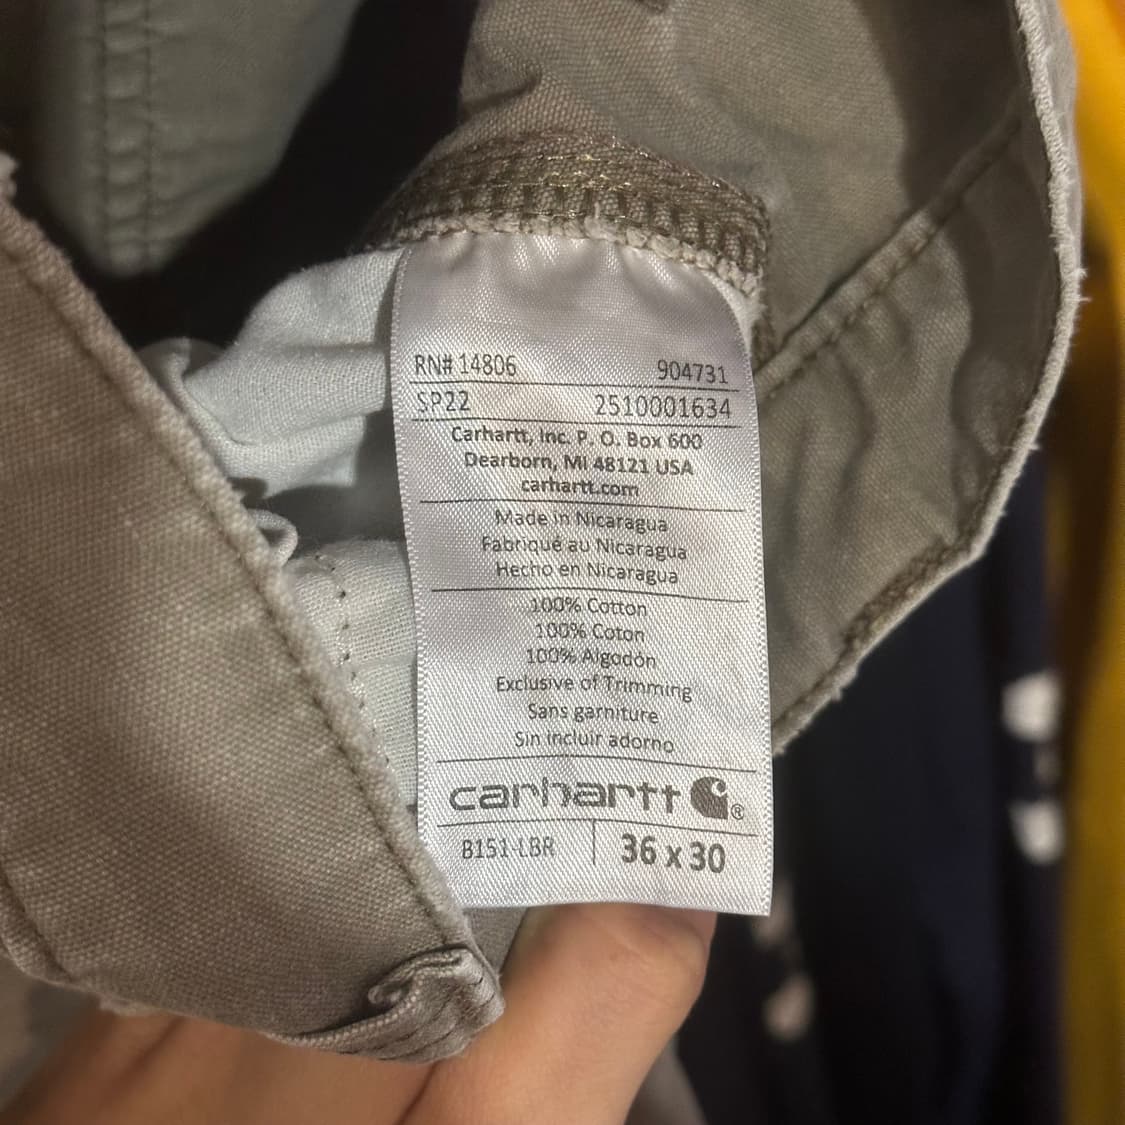 RN# 14806 904731
SP22 2510001634
Carhartt, Inc. P. O. Box 600
Dearborn, MI 48121 USA
carhartt.com
Made in Nicaragua
Fabriqué au Nicaragua
Hecho en Nicaragua
100% Cotton
100% Coton
100% Algodón
Exclusive of Trimming
Sans garniture
Sin incluir adorno
carhartt ®
B151-LBR 36 x 30